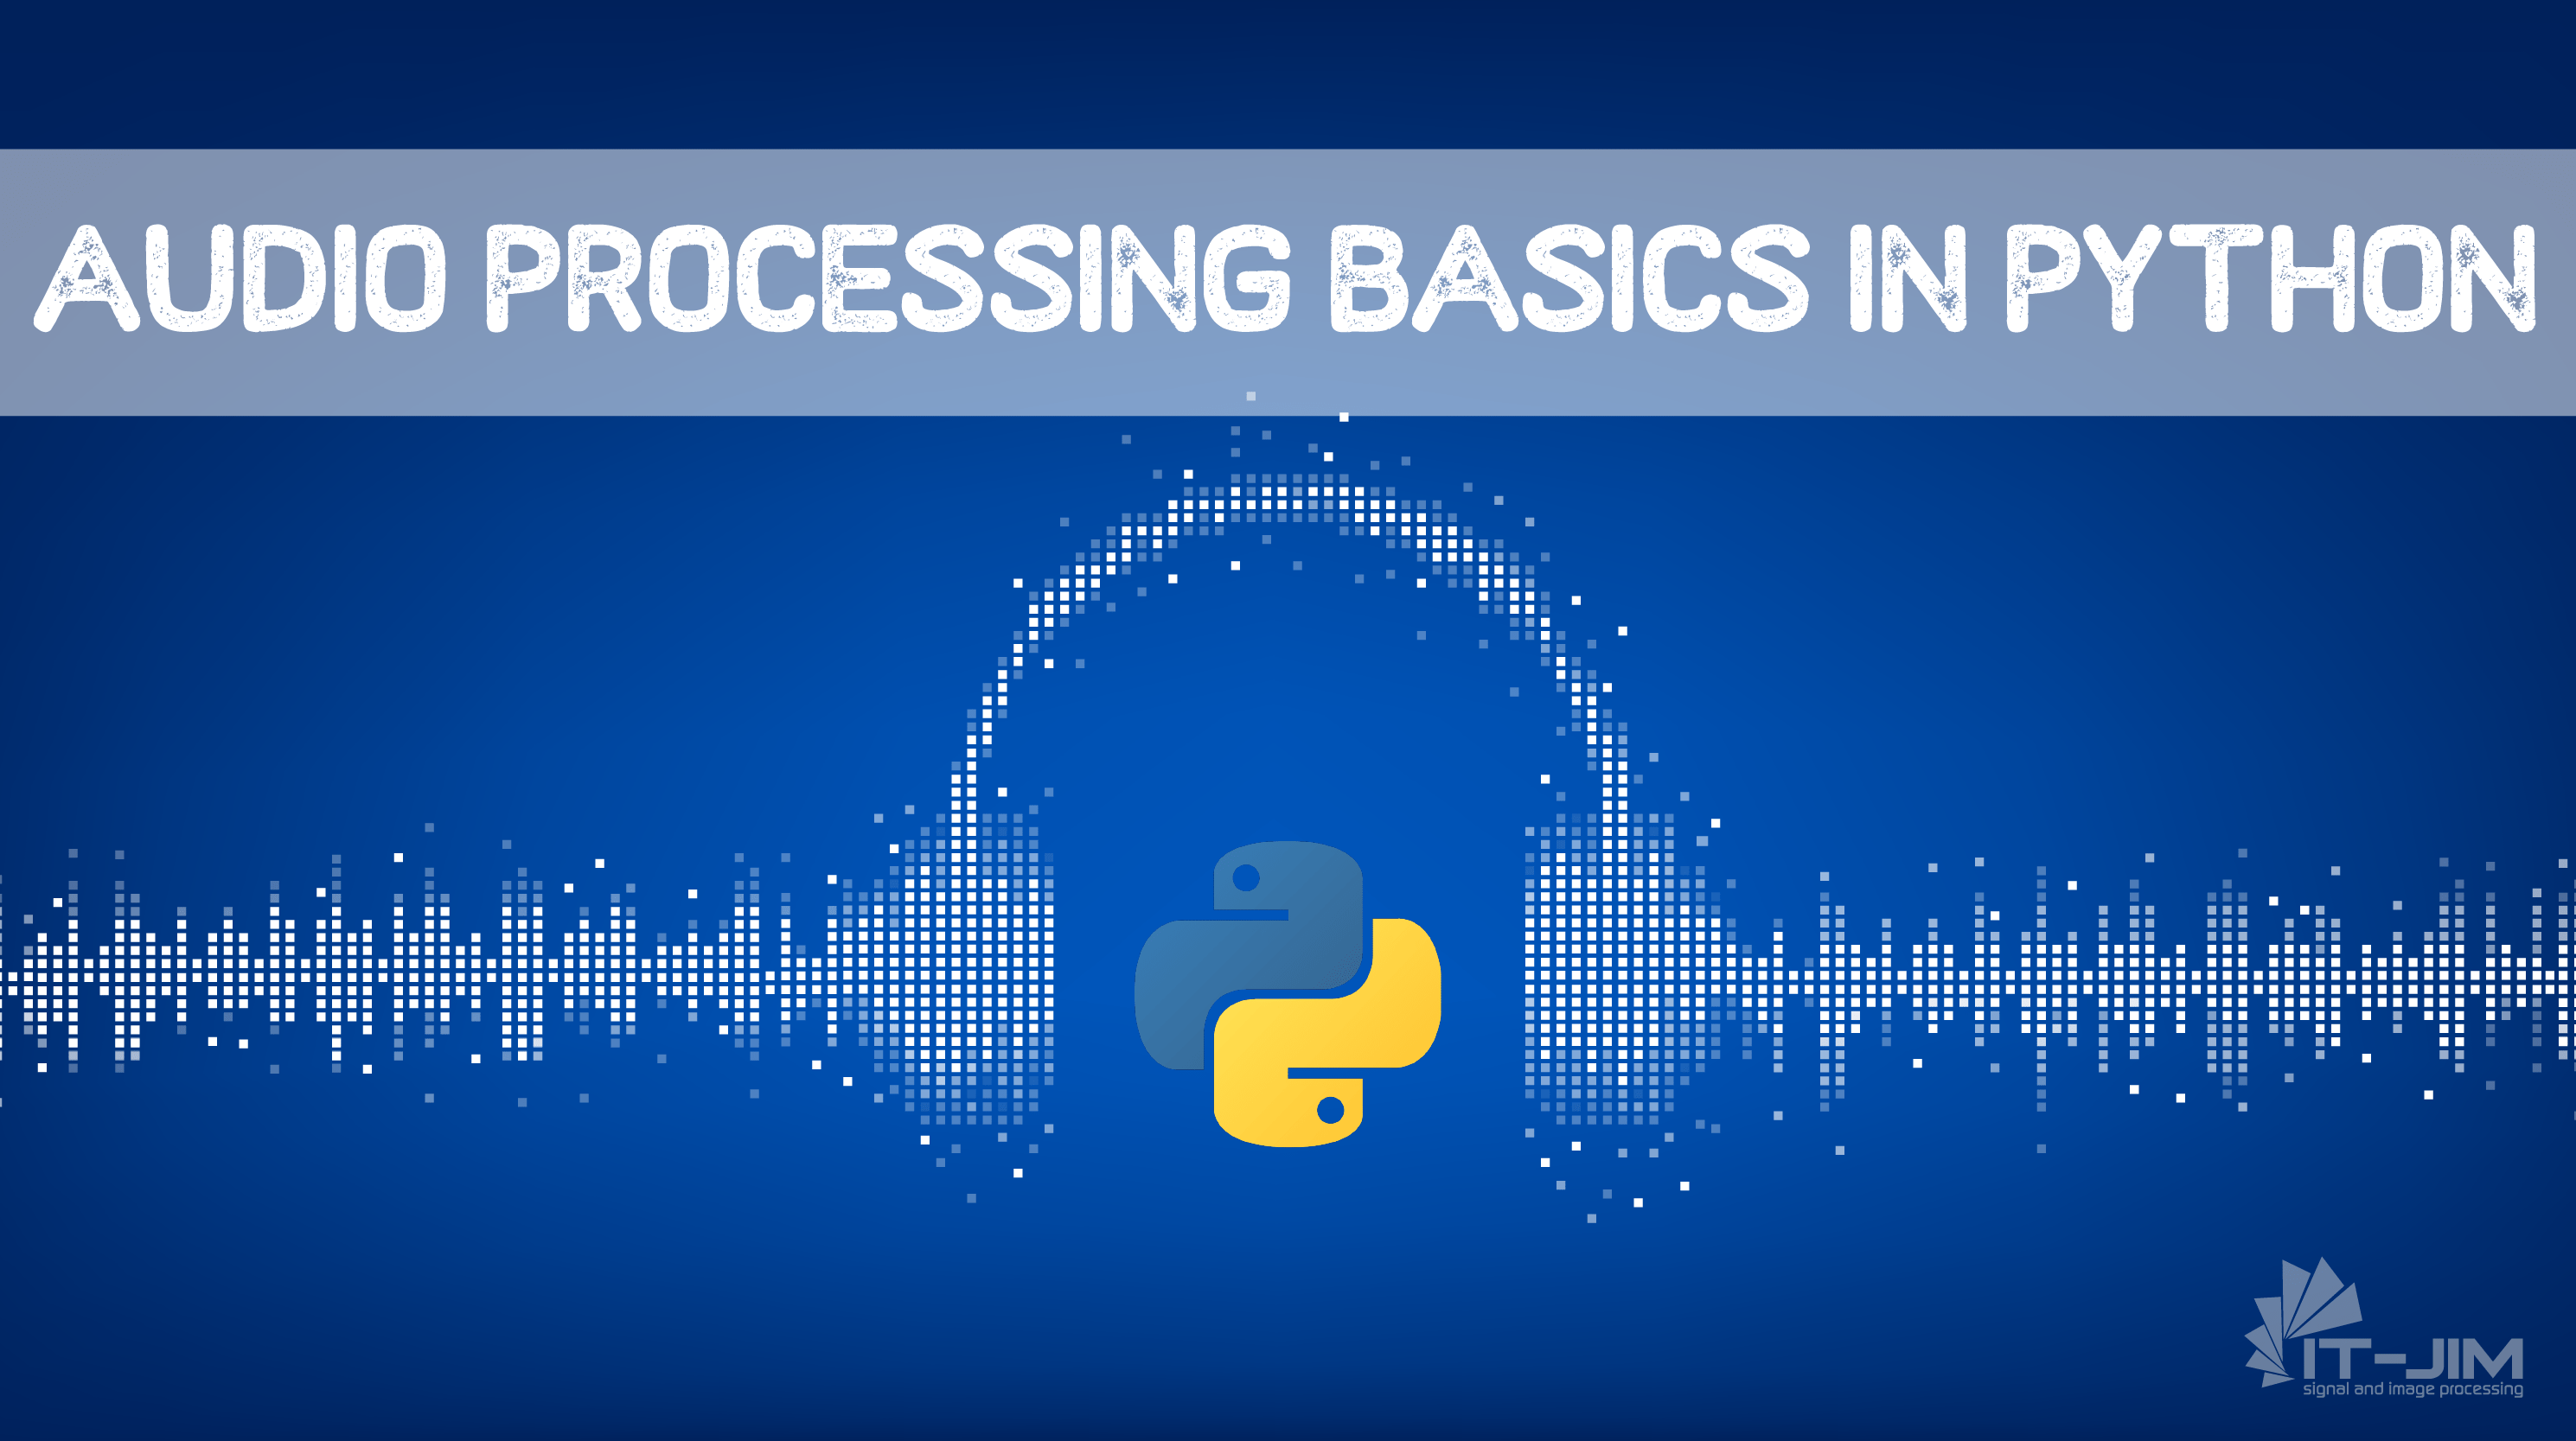 AUDIO PROCESSING BASICS IN PYTHON
IT-JIM
signal and image processing